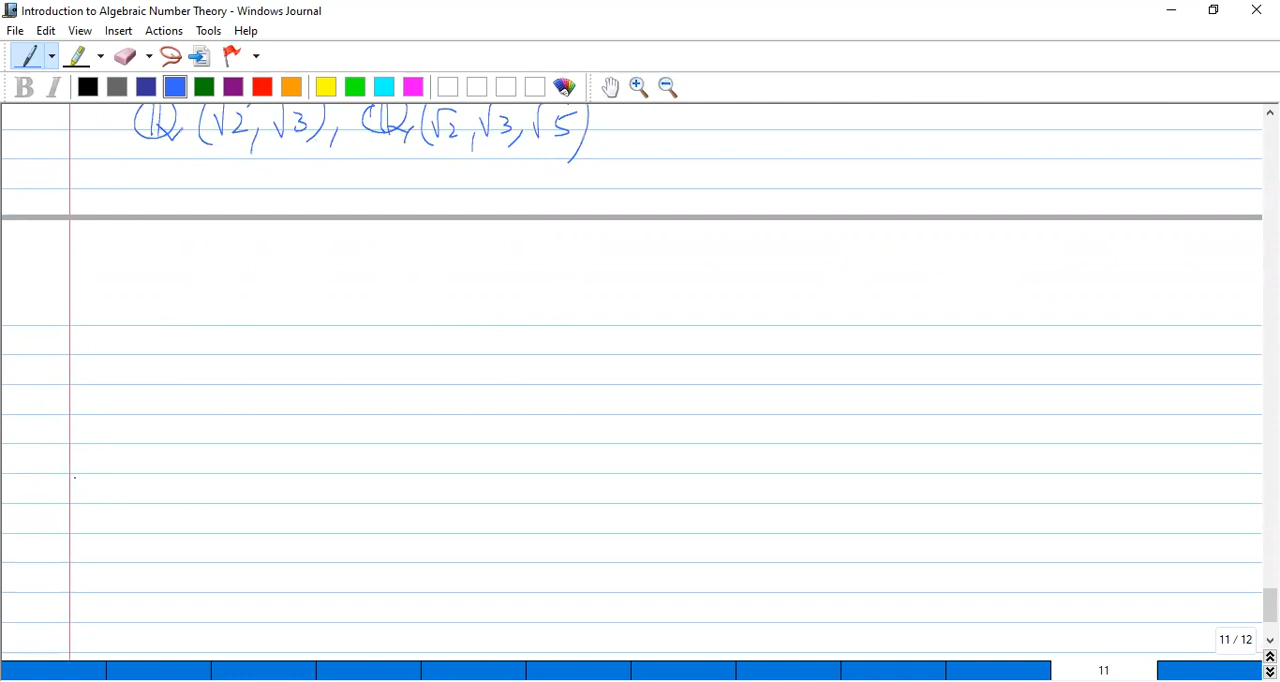 Introduction to Algebraic Number Theory - Windows Journal
File Edit View Insert Actions Tools Help
B I
ℚ(√2, √3), ℚ(√2, √3, √5)
11 / 12
11